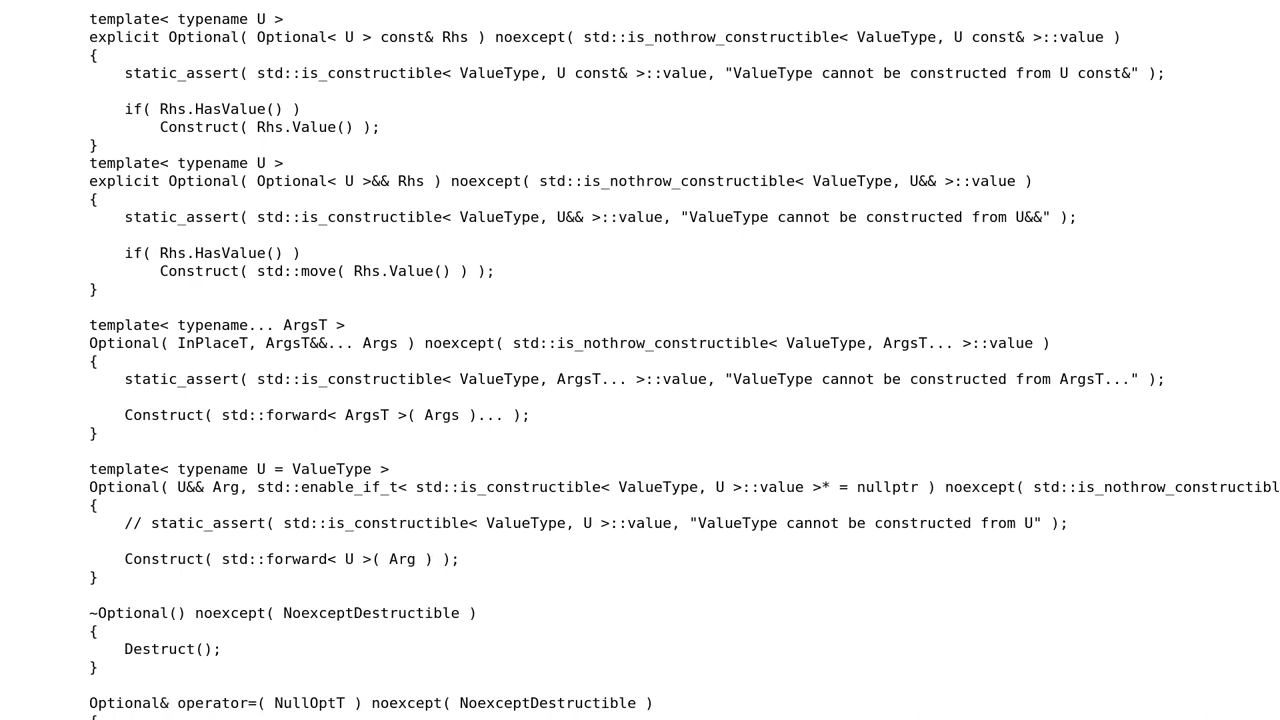 template< typename U >
explicit Optional( Optional< U > const& Rhs ) noexcept( std::is_nothrow_constructible< ValueType, U const& >::value )
{
    static_assert( std::is_constructible< ValueType, U const& >::value, "ValueType cannot be constructed from U const&" );

    if( Rhs.HasValue() )
        Construct( Rhs.Value() );
}
template< typename U >
explicit Optional( Optional< U >&& Rhs ) noexcept( std::is_nothrow_constructible< ValueType, U&& >::value )
{
    static_assert( std::is_constructible< ValueType, U&& >::value, "ValueType cannot be constructed from U&&" );

    if( Rhs.HasValue() )
        Construct( std::move( Rhs.Value() ) );
}

template< typename... ArgsT >
Optional( InPlaceT, ArgsT&&... Args ) noexcept( std::is_nothrow_constructible< ValueType, ArgsT... >::value )
{
    static_assert( std::is_constructible< ValueType, ArgsT... >::value, "ValueType cannot be constructed from ArgsT..." );

    Construct( std::forward< ArgsT >( Args )... );
}

template< typename U = ValueType >
Optional( U&& Arg, std::enable_if_t< std::is_constructible< ValueType, U >::value >* = nullptr ) noexcept( std::is_nothrow_constructibl
{
    // static_assert( std::is_constructible< ValueType, U >::value, "ValueType cannot be constructed from U" );

    Construct( std::forward< U >( Arg ) );
}

~Optional() noexcept( NoexceptDestructible )
{
    Destruct();
}

Optional& operator=( NullOptT ) noexcept( NoexceptDestructible )
{